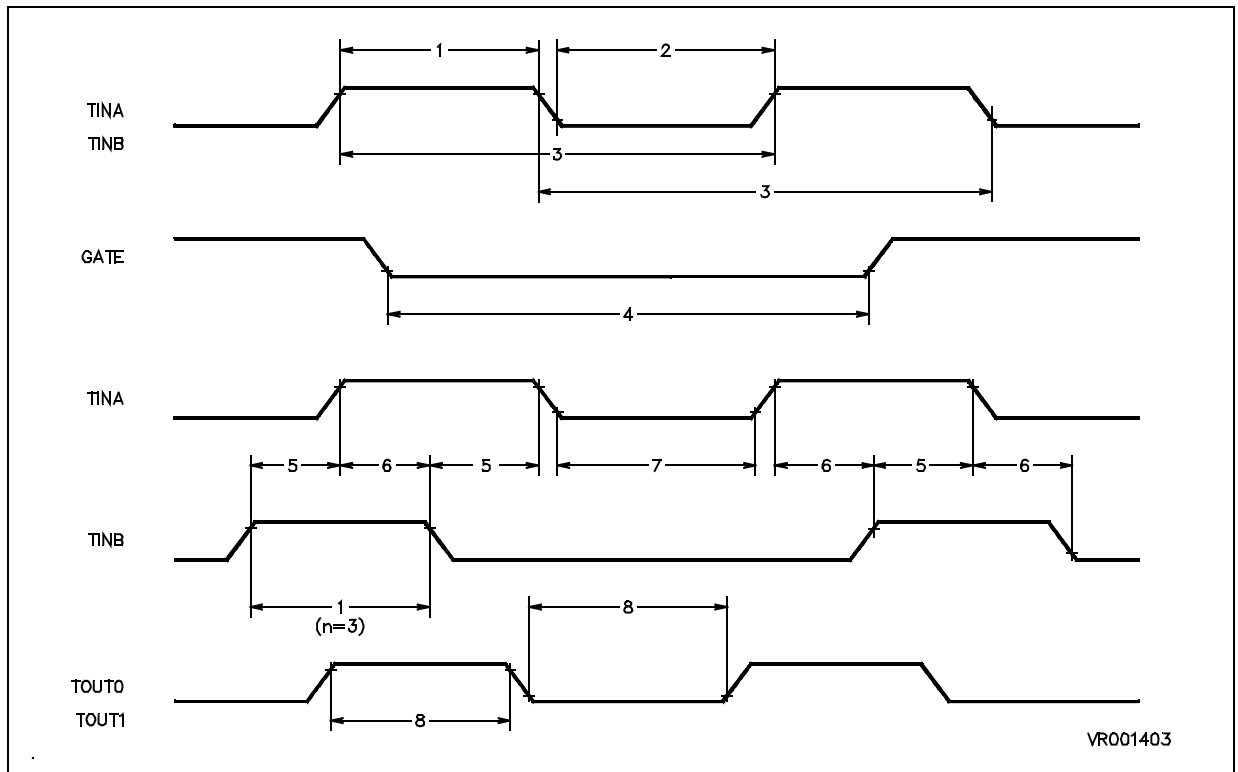 1 2
TINA
TINB
3
3
GATE
4
TINA
5 6 5 7 6 5 6
TINB
1 8
(n=3)
TOUT0
TOUT1
8
VR001403